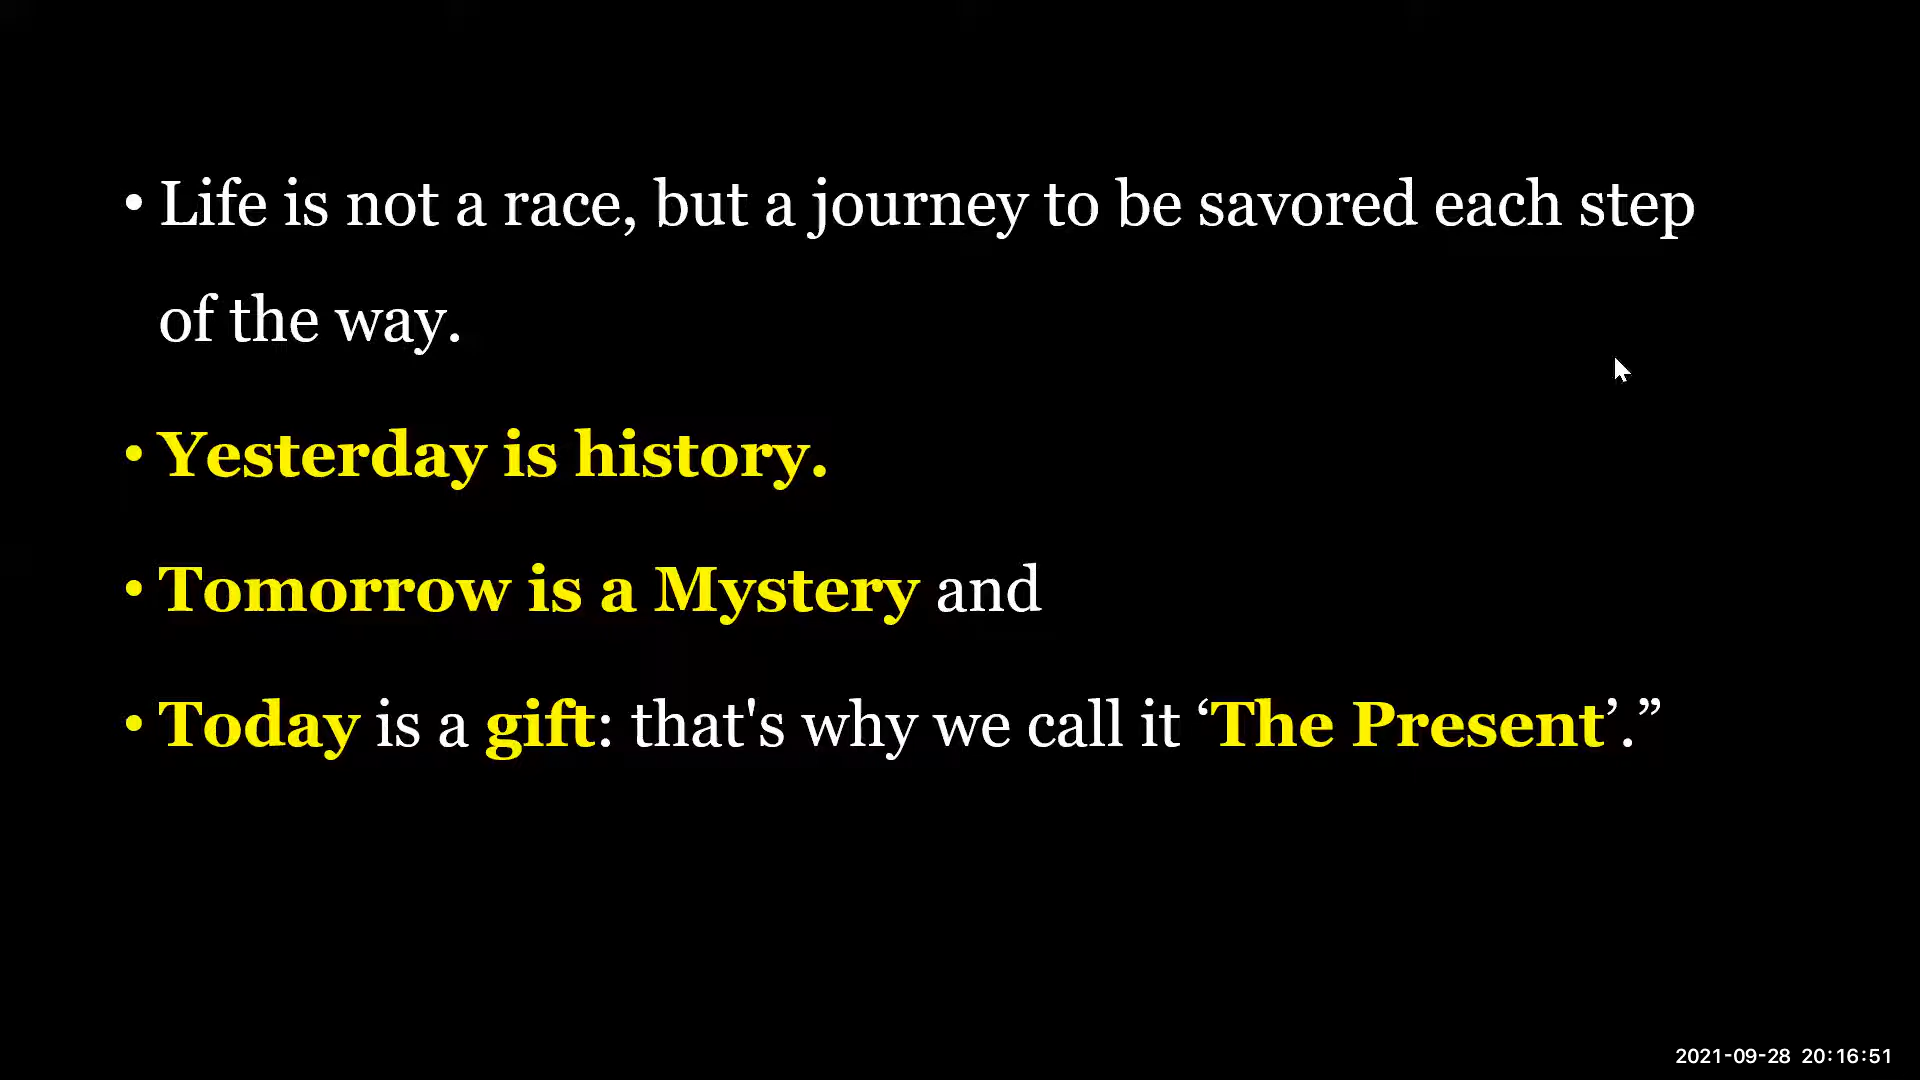 • Life is not a race, but a journey to be savored each step
of the way.
• Yesterday is history.
• Tomorrow is a Mystery and
• Today is a gift: that's why we call it ‘The Present’.”
2021-09-28 20:16:51